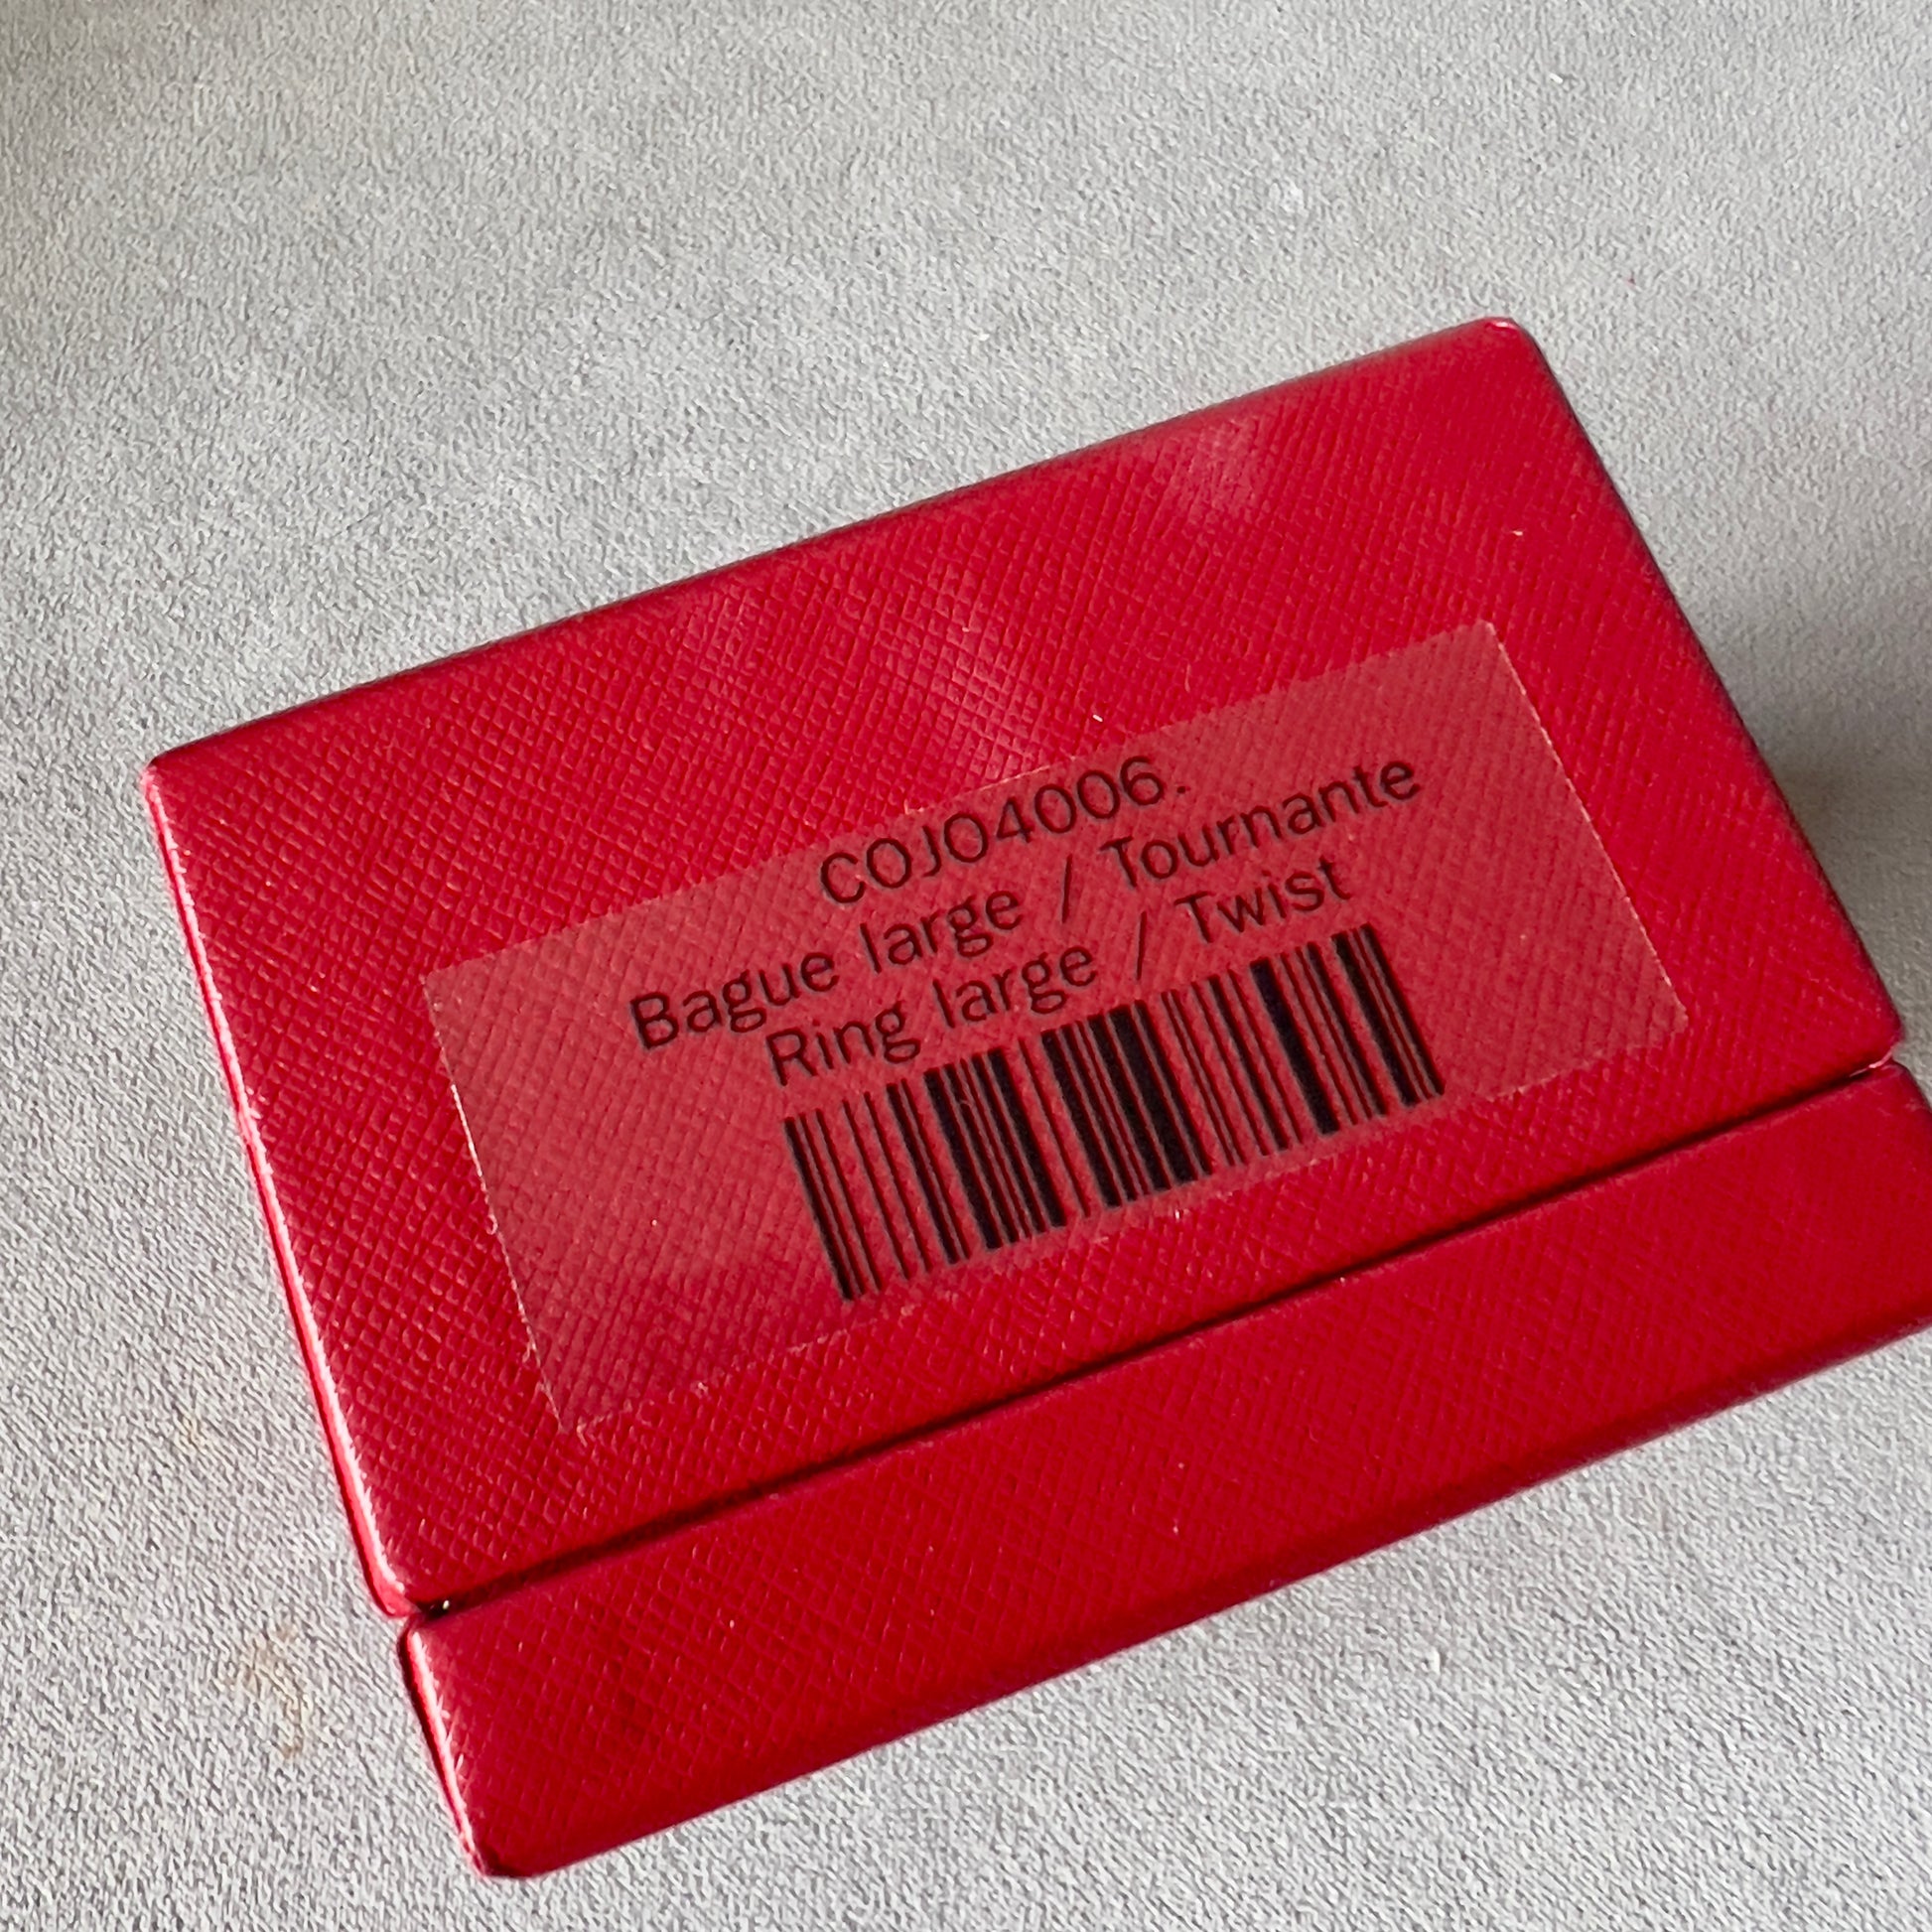 COJO4006.
Bague large / Tournante
Ring large / Twist